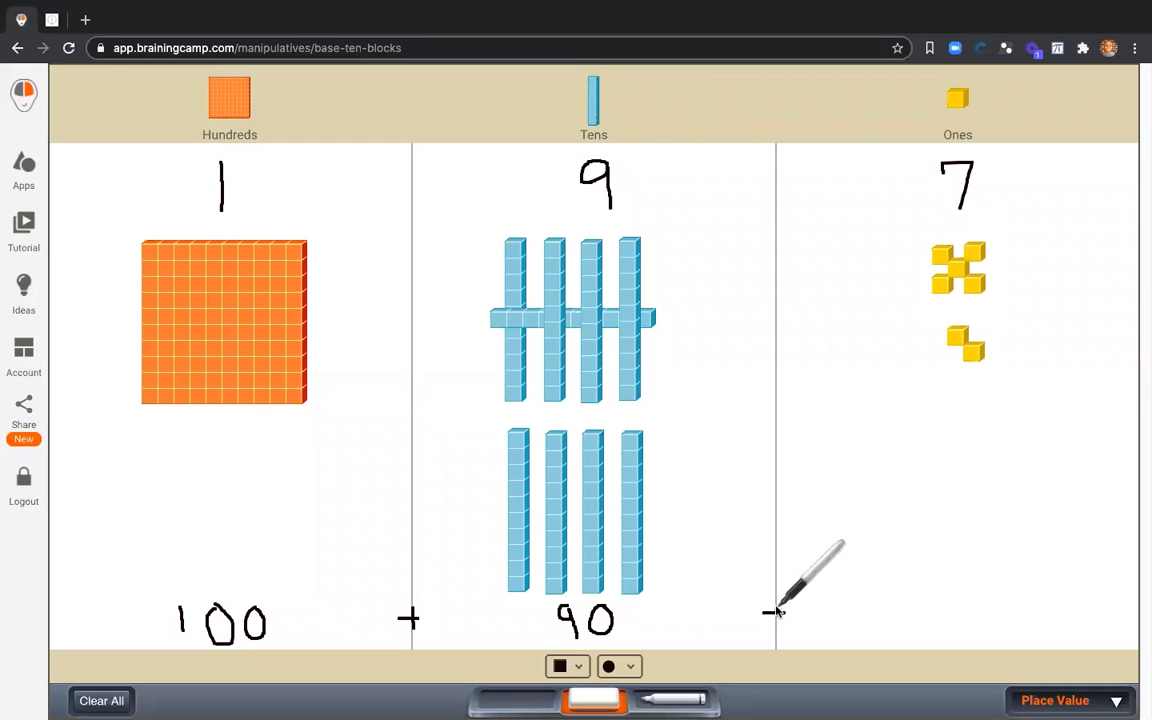 app.brainingcamp.com/manipulatives/base-ten-blocks
1
Hundreds
Tens
Ones
Apps
Tutorial
Ideas
Account
Share
New
Logout
1 9 7
100 + 90 -
Clear All
Place Value